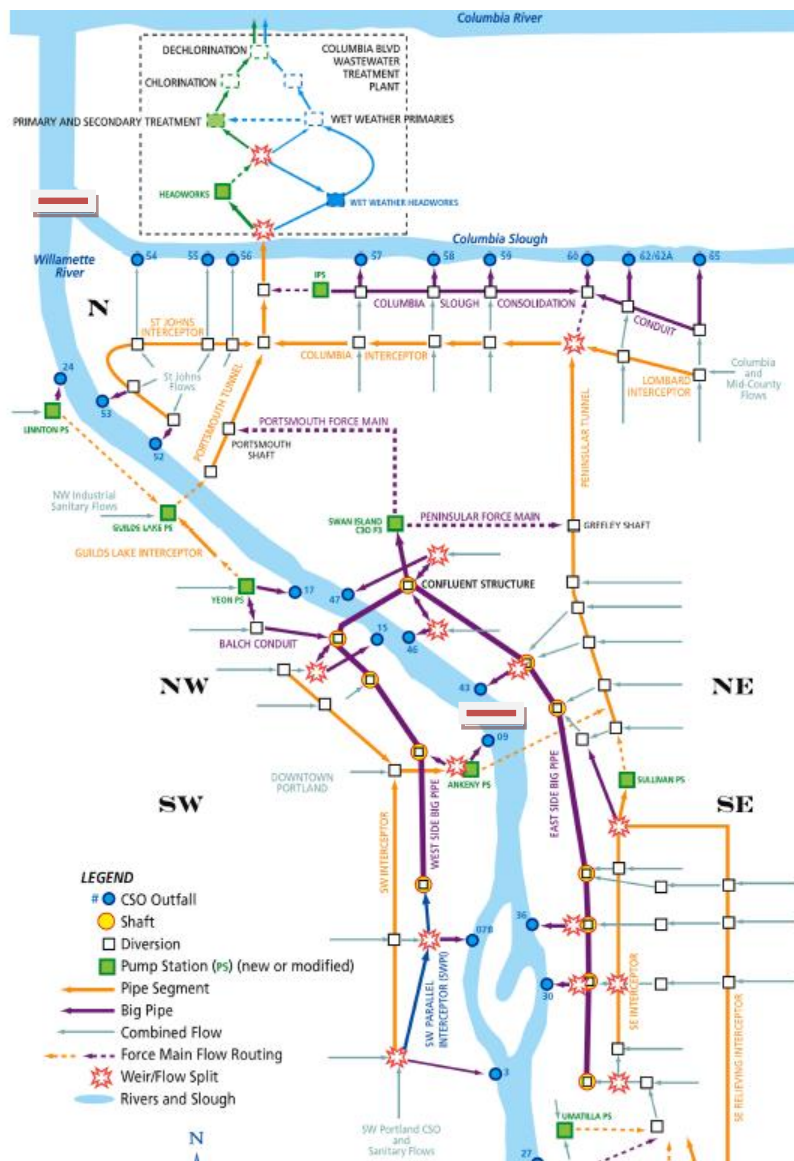 Columbia River
DECHLORINATION
COLUMBIA BLVD
WASTEWATER
TREATMENT
PLANT
CHLORINATION
PRIMARY AND SECONDARY TREATMENT
WET WEATHER PRIMARIES
HEADWORKS
WET WEATHER HEADWORKS
Columbia Slough
Willamette
River
54
55
56
57
58
59
60
62/62A
65
IPS
N
COLUMBIA SLOUGH CONSOLIDATION
CONDUIT
ST JOHNS
INTERCEPTOR
COLUMBIA INTERCEPTOR
LOMBARD
INTERCEPTOR
Columbia
and
Mid-County
Flows
24
St Johns
Flows
53
52
LINNTON PS
PORTSMOUTH TUNNEL
PORTSMOUTH FORCE MAIN
PORTSMOUTH
SHAFT
PENINSULAR TUNNEL
NW Industrial
Sanitary Flows
GUILDS LAKE PS
SWAN ISLAND
CSO PS
PENINSULAR FORCE MAIN
GREELEY SHAFT
GUILDS LAKE INTERCEPTOR
CONFLUENT STRUCTURE
YEON PS
17
47
15
46
BALCH CONDUIT
NW
43
NE
09
DOWNTOWN
PORTLAND
ANKENY PS
SULLIVAN PS
SW
SE
WEST SIDE BIG PIPE
EAST SIDE BIG PIPE
SW INTERCEPTOR
LEGEND
# CSO Outfall
Shaft
Diversion
Pump Station (PS) (new or modified)
Pipe Segment
Big Pipe
Combined Flow
Force Main Flow Routing
Weir/Flow Split
Rivers and Slough
36
07B
30
SW PARALLEL
INTERCEPTOR (SWPI)
SE INTERCEPTOR
SE RELIEVING INTERCEPTOR
3
SW Portland CSO
and
Sanitary Flows
UMATILLA PS
N
27